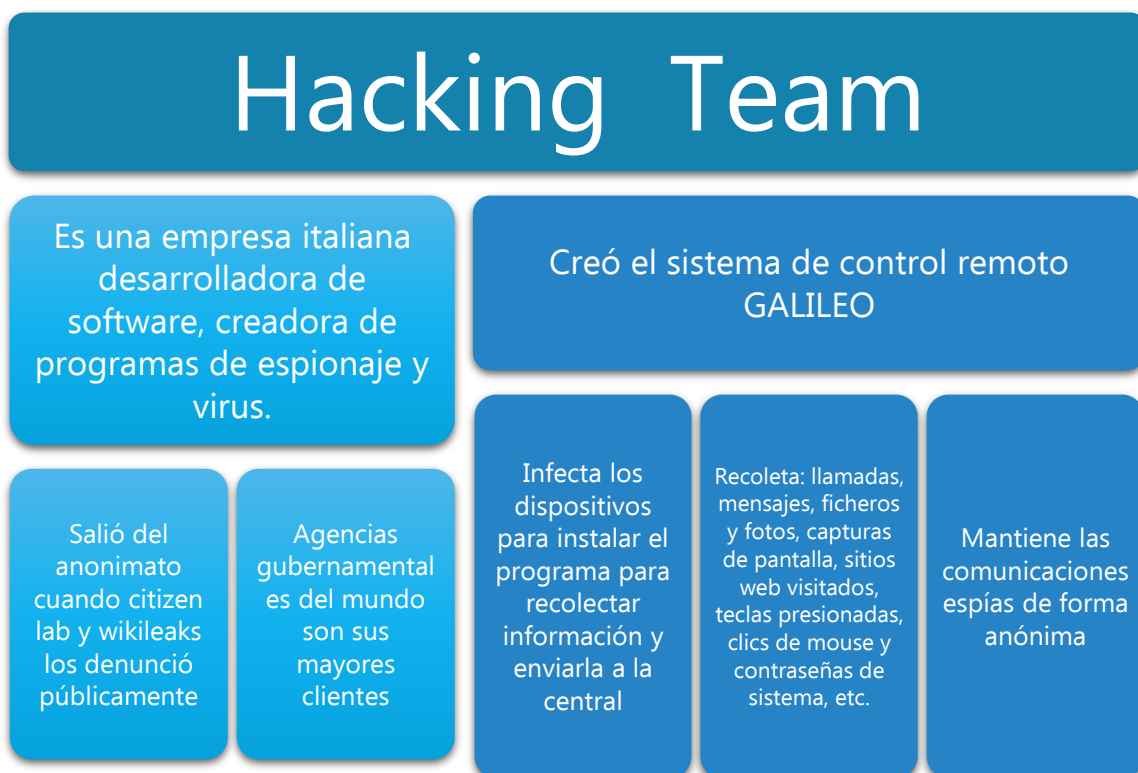 Hacking Team
Es una empresa italiana
desarrolladora de
software, creadora de
programas de espionaje y
virus.
Creó el sistema de control remoto
GALILEO
Salió del
anonimato
cuando citizen
lab y wikileaks
los denunció
públicamente
Agencias
gubernamental
es del mundo
son sus
mayores
clientes
Infecta los
dispositivos
para instalar el
programa para
recolectar
información y
enviarla a la
central
Recoleta: llamadas,
mensajes, ficheros
y fotos, capturas
de pantalla, sitios
web visitados,
teclas presionadas,
clics de mouse y
contraseñas de
sistema, etc.
Mantiene las
comunicaciones
espías de forma
anónima